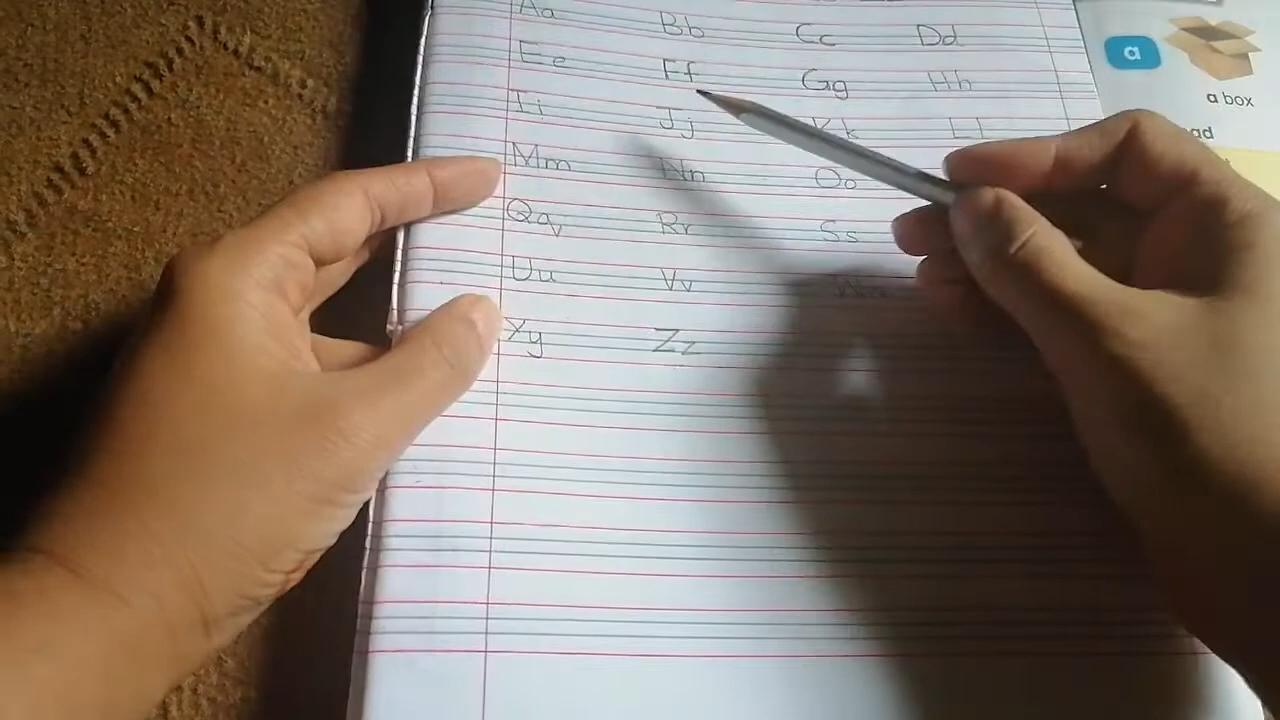 Aa Bb Cc Dd
Ee Ff Gg Hh
Ii Jj Kk Ll
Mm Nn Oo
Qq Rr Ss
Uu Vv Ww
Yy Zz
a
a box